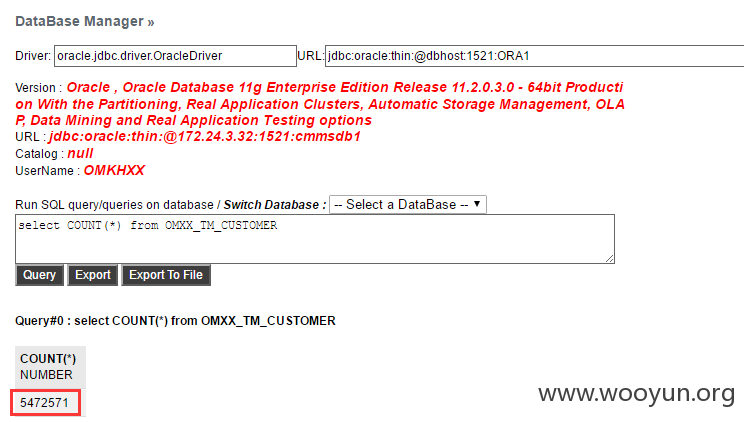 DataBase Manager »
Driver: oracle.jdbc.driver.OracleDriver URL: jdbc:oracle:thin:@dbhost:1521:ORA1
Version : Oracle , Oracle Database 11g Enterprise Edition Release 11.2.0.3.0 - 64bit Producti
on With the Partitioning, Real Application Clusters, Automatic Storage Management, OLA
P, Data Mining and Real Application Testing options
URL : jdbc:oracle:thin:@172.24.3.32:1521:cmmsdb1
Catalog : null
UserName : OMKHXX
Run SQL query/queries on database / Switch Database : -- Select a DataBase --
select COUNT(*) from OMXX_TM_CUSTOMER
Query Export Export To File
Query#0 : select COUNT(*) from OMXX_TM_CUSTOMER
COUNT(*)
NUMBER
5472571
www.wooyun.org